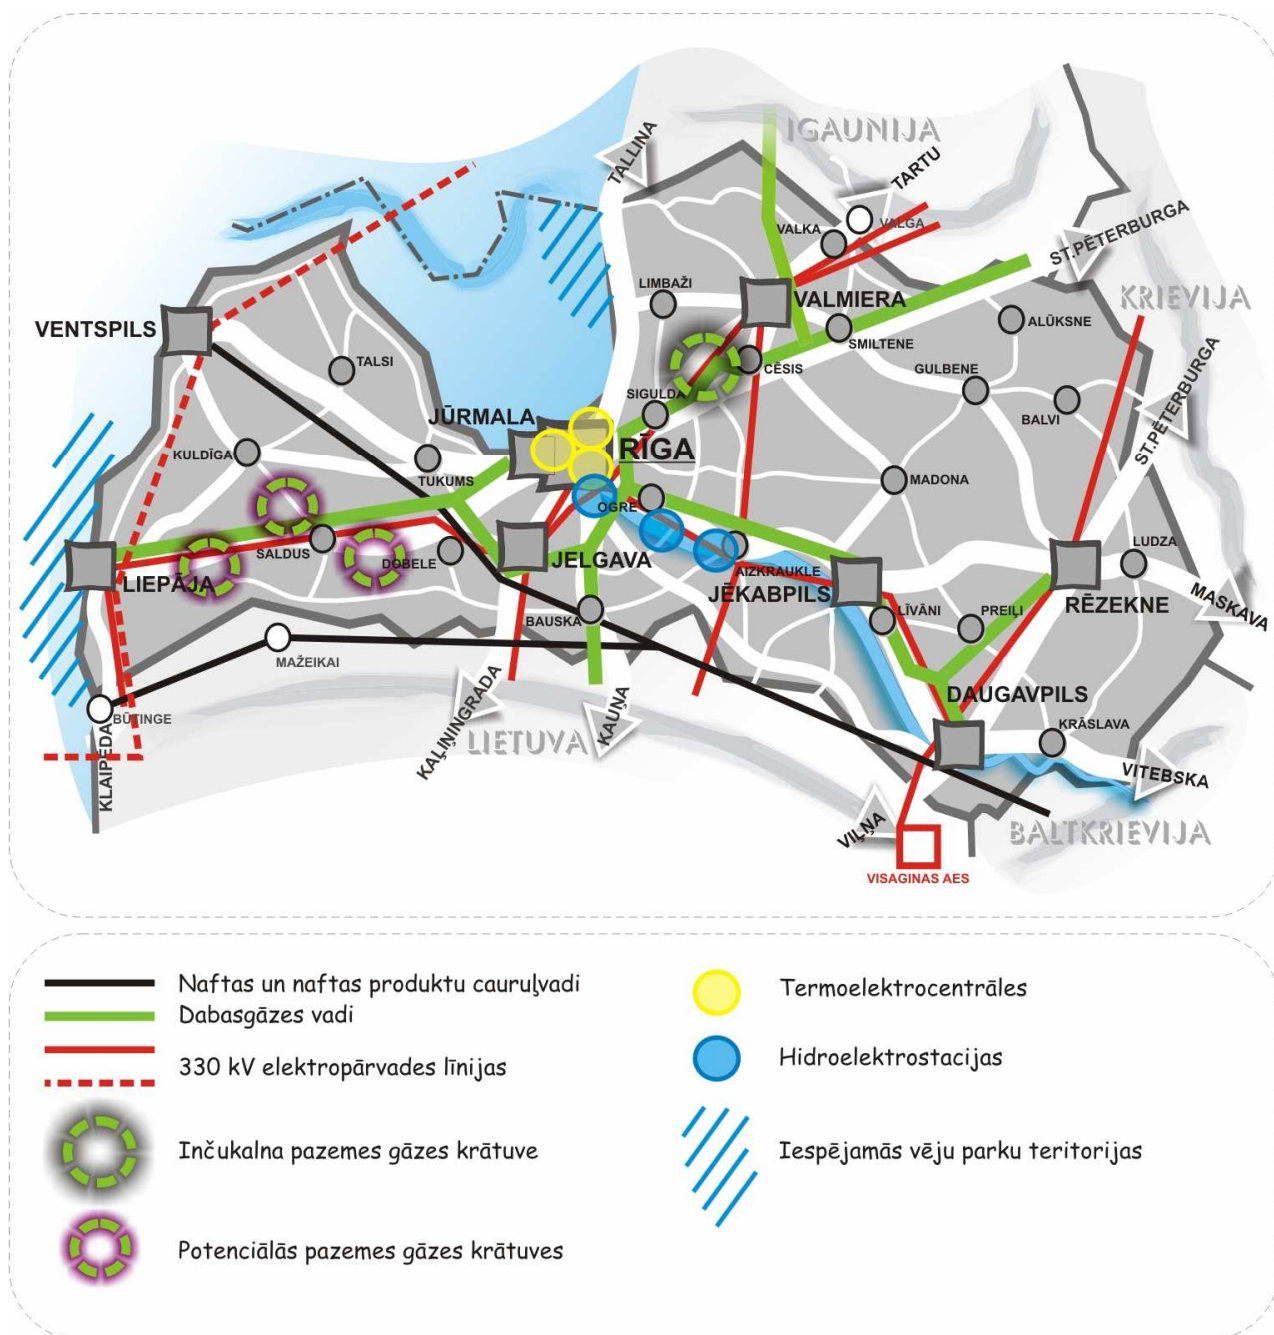 IGAUNIJA
TALLINA
TARTU
VALKA
VALGA
ST.PĒTERBURGA
LIMBAŽI
VALMIERA
KRIEVIJA
VENTSPILS
ALŪKSNE
SMILTENE
TALSI
CĒSIS
GULBENE
ST.PĒTERBURGA
SIGULDA
BALVI
JŪRMALA
RĪGA
KULDĪGA
TUKUMS
MADONA
OGRE
SALDUS
DOBELE
JELGAVA
AIZKRAUKLE
LUDZA
LIEPĀJA
JĒKABPILS
RĒZEKNE
MASKAVA
LĪVĀNI
PREIĻI
BAUSKA
MAŽEIKAI
DAUGAVPILS
BŪTINGE
KRĀSLAVA
KLAIPĒDA
KAĻIŅINGRADA
LIETUVA
KAUŅA
VITEBSKA
VIĻŅA
BALTKRIEVIJA
VISAGINAS AES
Naftas un naftas produktu cauruļvadi
Dabasgāzes vadi
330 kV elektropārvades līnijas
Inčukalna pazemes gāzes krātuve
Potenciālās pazemes gāzes krātuves
Termoelektrocentrāles
Hidroelektrostacijas
Iespējamās vēju parku teritorijas